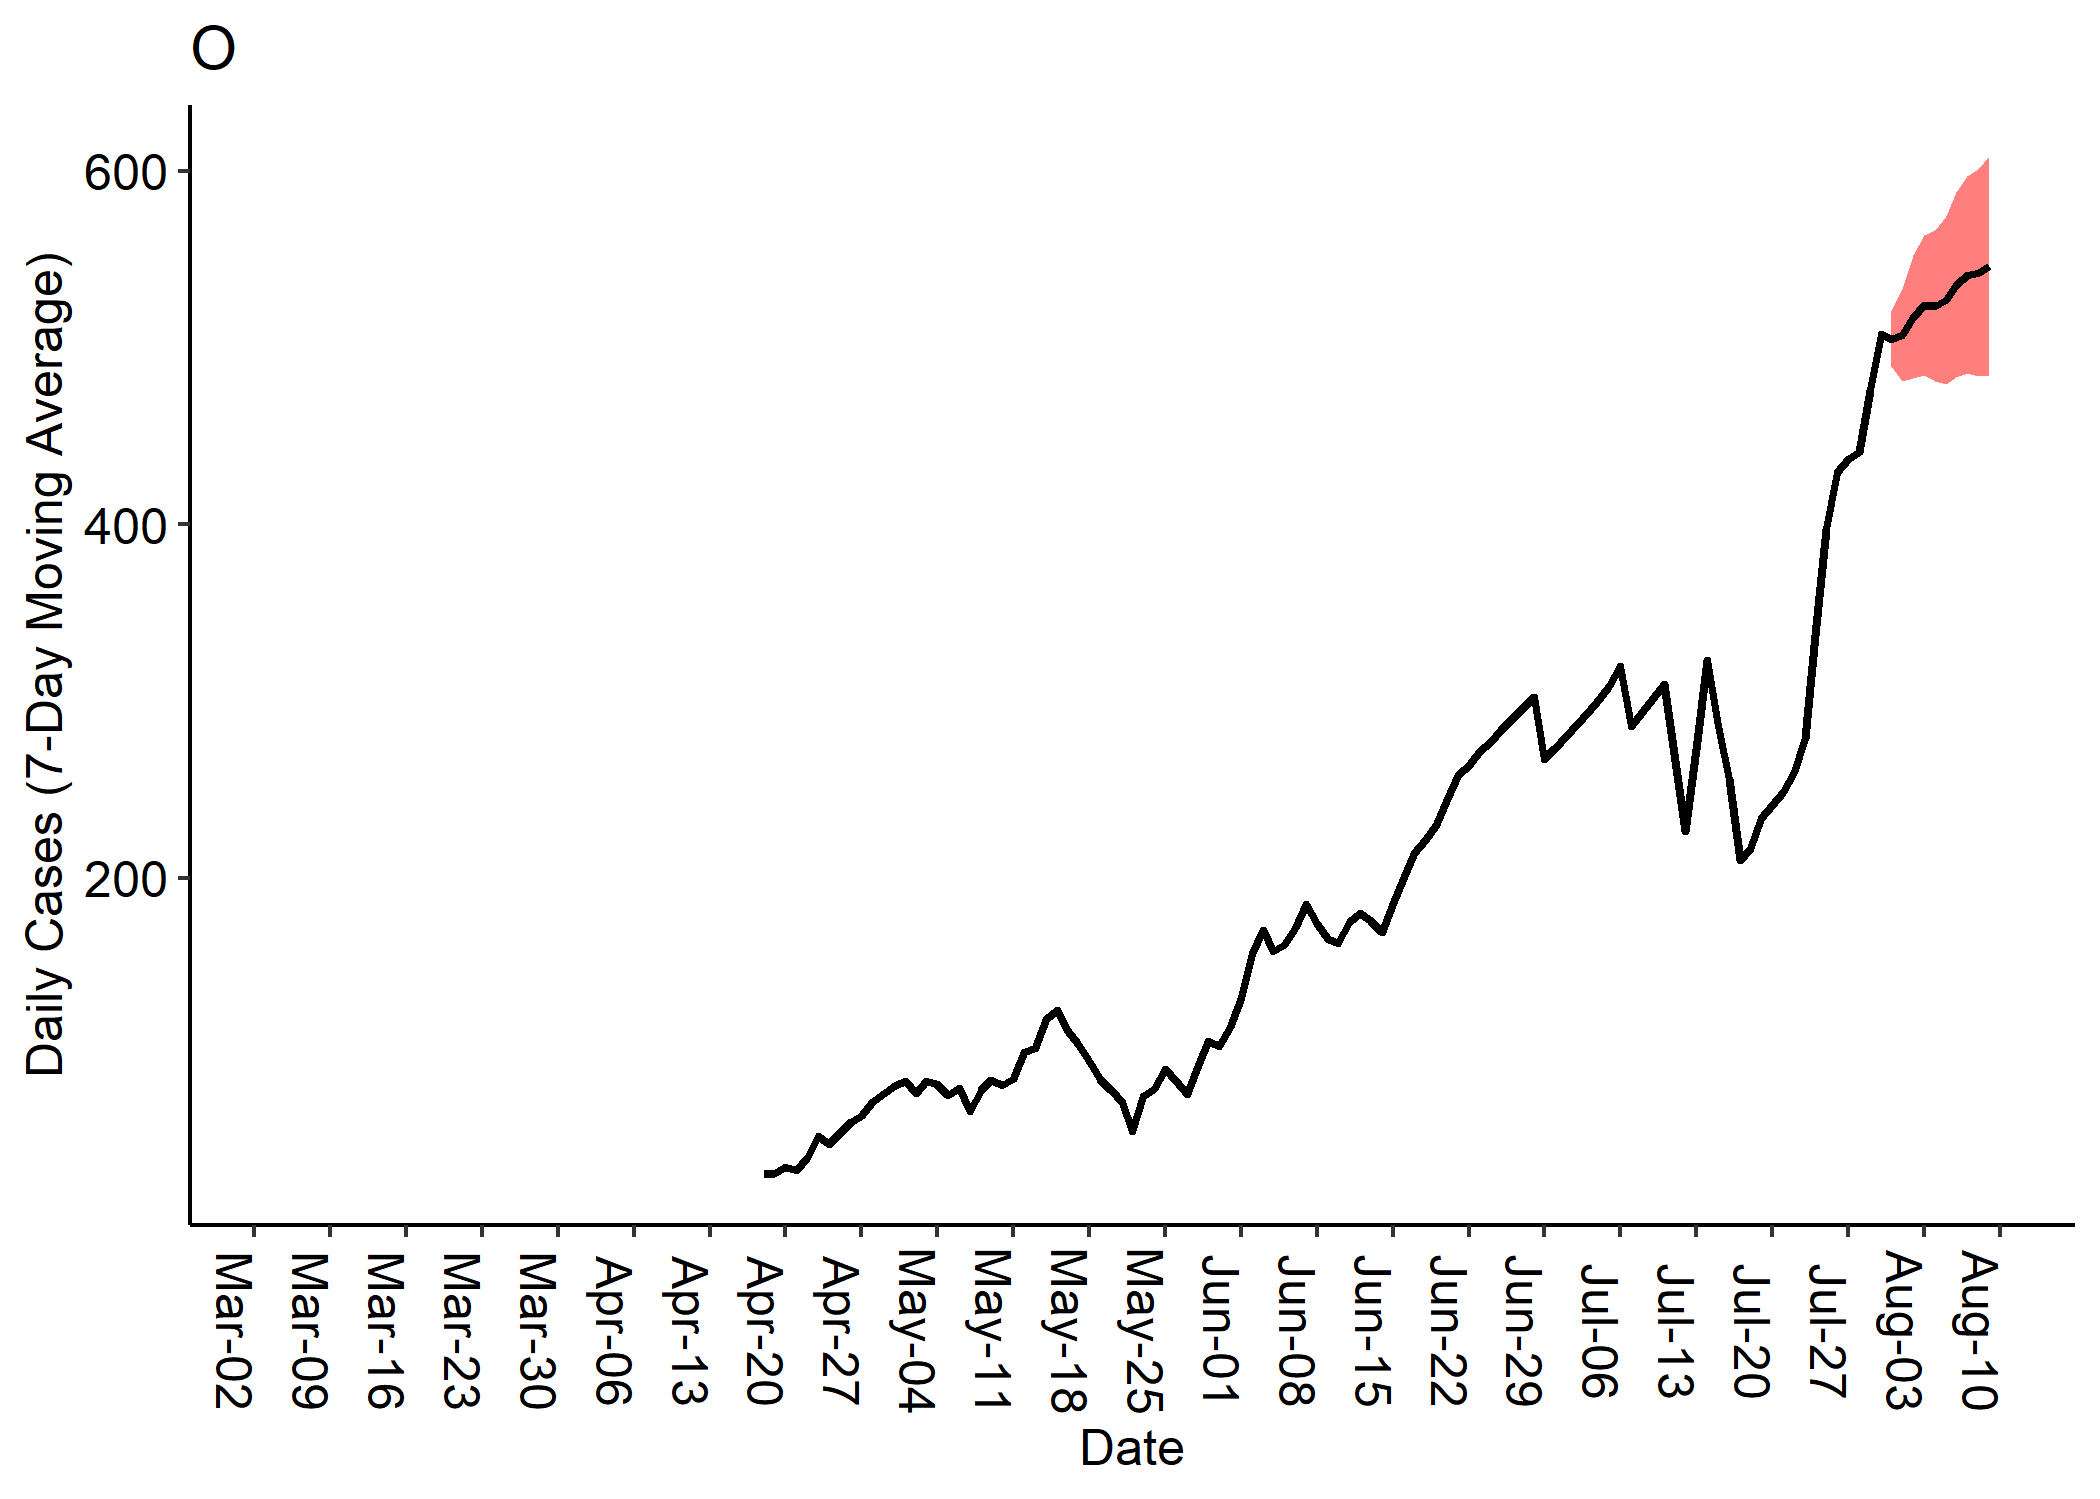 O
Daily Cases (7-Day Moving Average)
600
400
200
Mar-02
Mar-09
Mar-16
Mar-23
Mar-30
Apr-06
Apr-13
Apr-20
Apr-27
May-04
May-11
May-18
May-25
Jun-01
Jun-08
Jun-15
Jun-22
Jun-29
Jul-06
Jul-13
Jul-20
Jul-27
Aug-03
Aug-10
Date